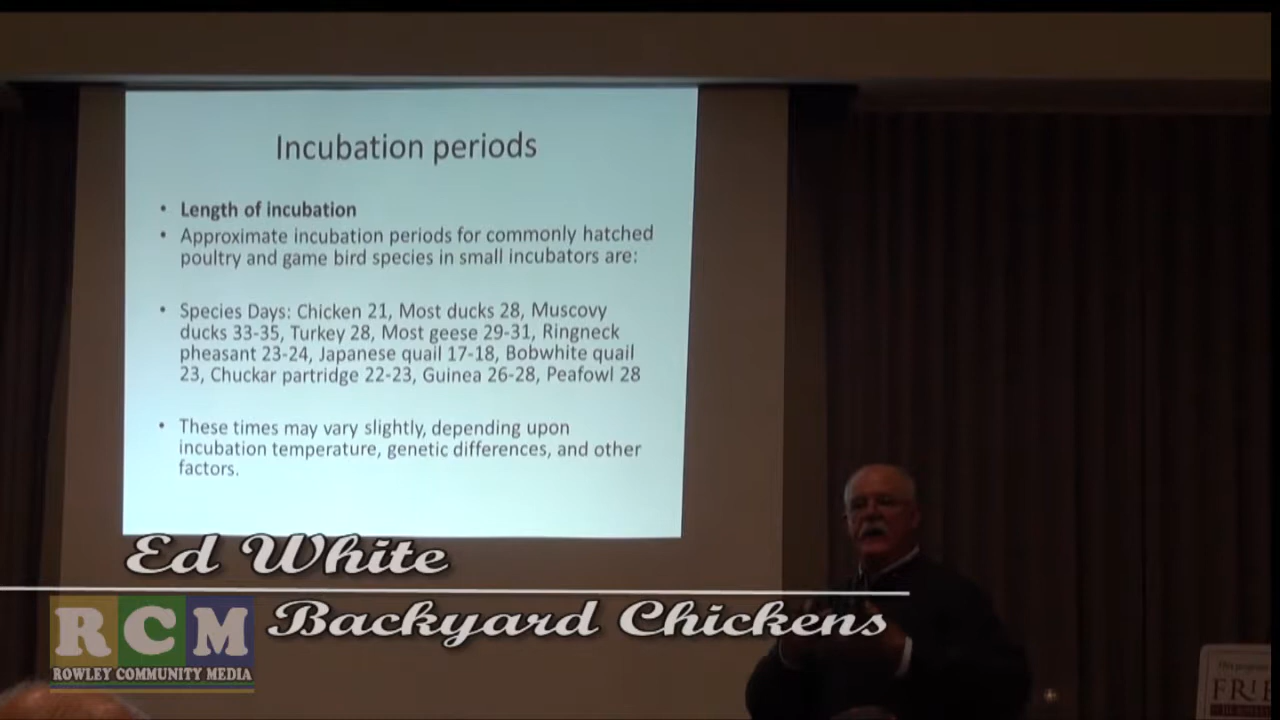 Incubation periods
• Length of incubation
• Approximate incubation periods for commonly hatched
poultry and game bird species in small incubators are:
• Species Days: Chicken 21, Most ducks 28, Muscovy
ducks 33-35, Turkey 28, Most geese 29-31, Ringneck
pheasant 23-24, Japanese quail 17-18, Bobwhite quail
23, Chuckar partridge 22-23, Guinea 26-28, Peafowl 28
• These times may vary slightly, depending upon
incubation temperature, genetic differences, and other
factors.
Ed White
Backyard Chickens
RCM
ROWLEY COMMUNITY MEDIA